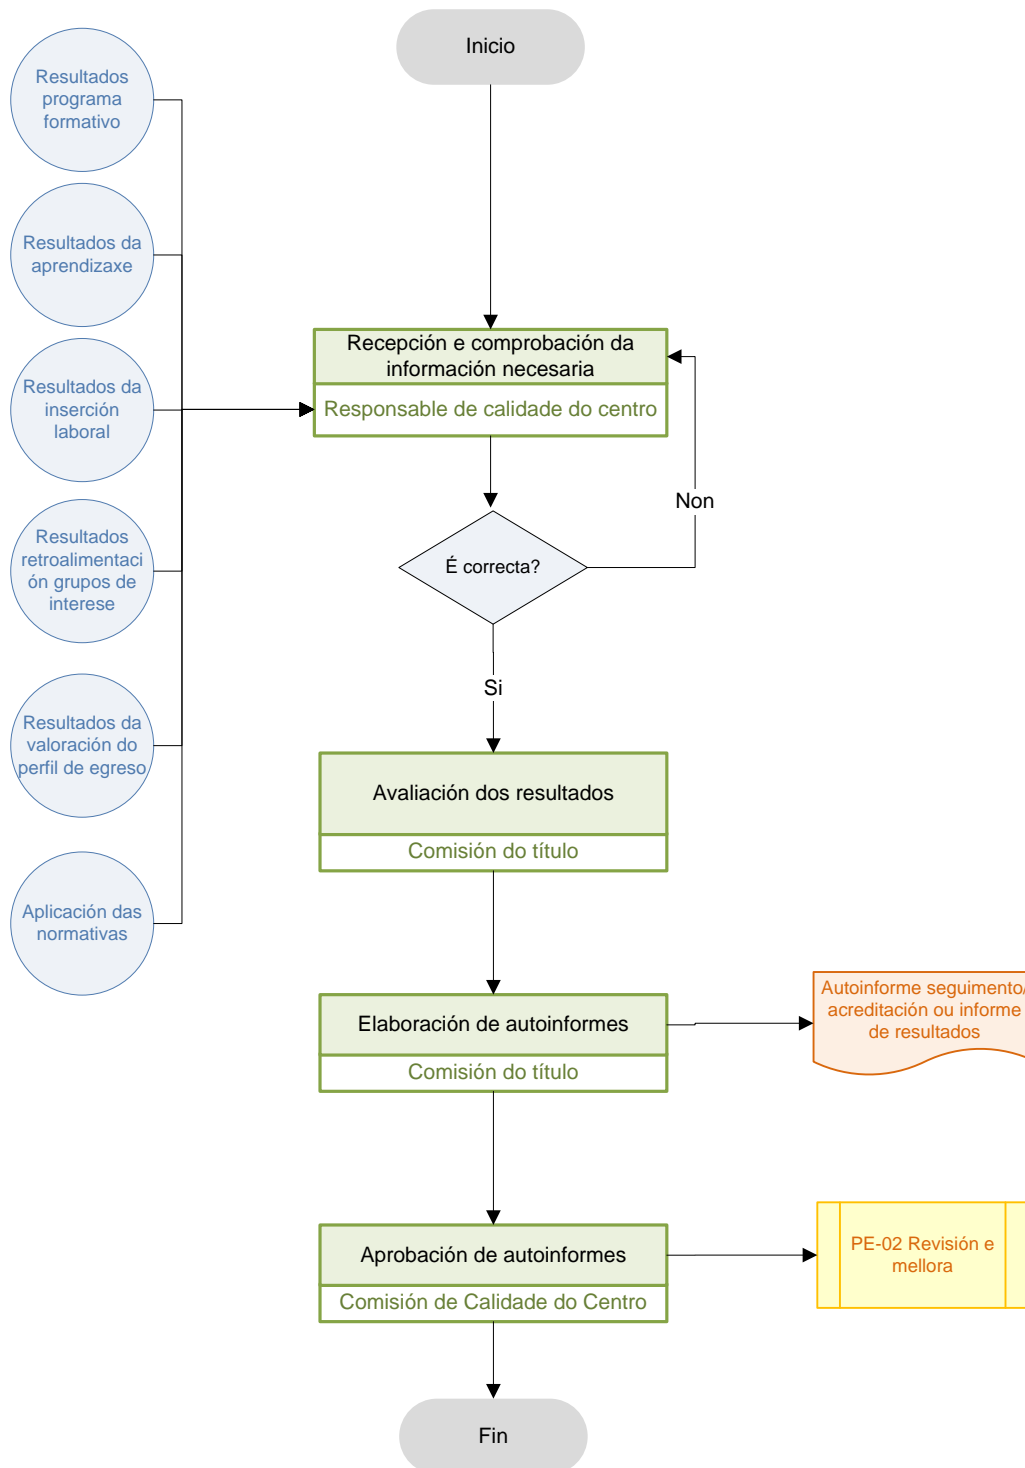 Inicio
Resultados
programa
formativo
Resultados da
aprendizaxe
Resultados da
inserción
laboral
Resultados
retroalimentaci
ón grupos de
interese
Resultados da
valoración do
perfil de egreso
Aplicación das
normativas
Recepción e comprobación da
información necesaria
Responsable de calidade do centro
Non
É correcta?
Si
Avaliación dos resultados
Comisión do título
Elaboración de autoinformes
Comisión do título
Autoinforme seguimento/
acreditación ou informe
de resultados
Aprobación de autoinformes
Comisión de Calidade do Centro
PE-02 Revisión e
mellora
Fin